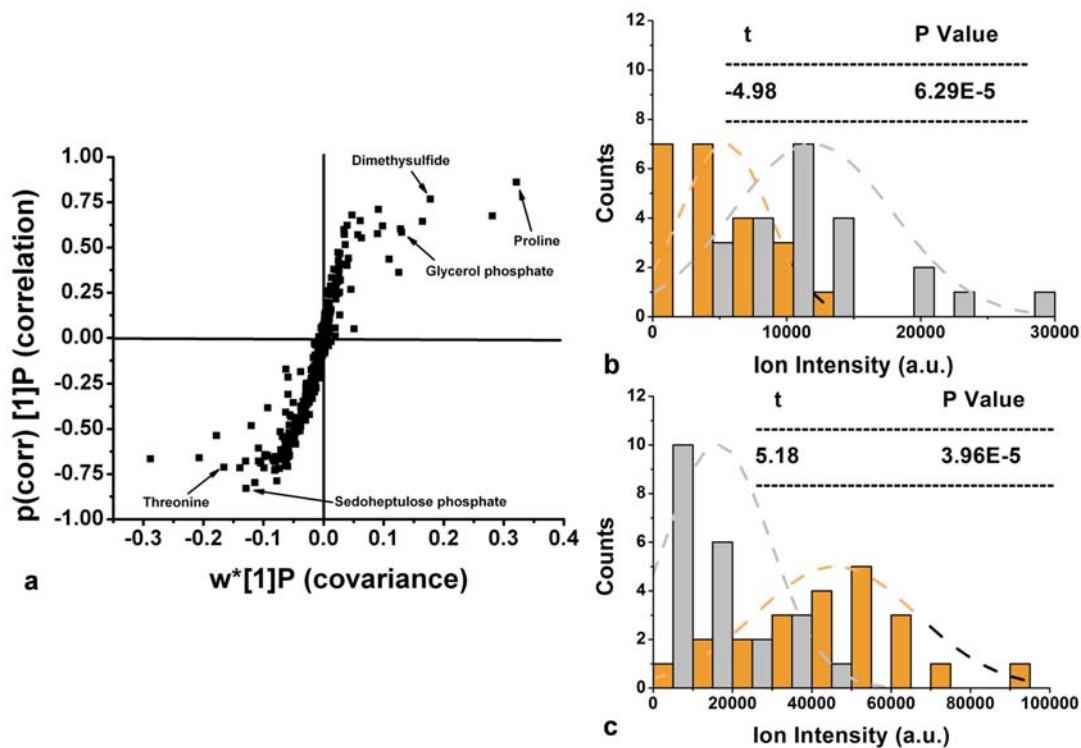 p(corr) [1]P (correlation)
1.00
0.75
0.50
0.25
0.00
-0.25
-0.50
-0.75
-1.00
Dimethysulfide
Proline
Glycerol phosphate
Threonine
Sedoheptulose phosphate
-0.3 -0.2 -0.1 0.0 0.1 0.2 0.3 0.4
w*[1]P (covariance)
a
t P Value
-4.98 6.29E-5
Counts
12
10
8
6
4
2
0
0 10000 20000 30000
Ion Intensity (a.u.)
b
t P Value
5.18 3.96E-5
Counts
12
10
8
6
4
2
0
0 20000 40000 60000 80000 100000
Ion Intensity (a.u.)
c